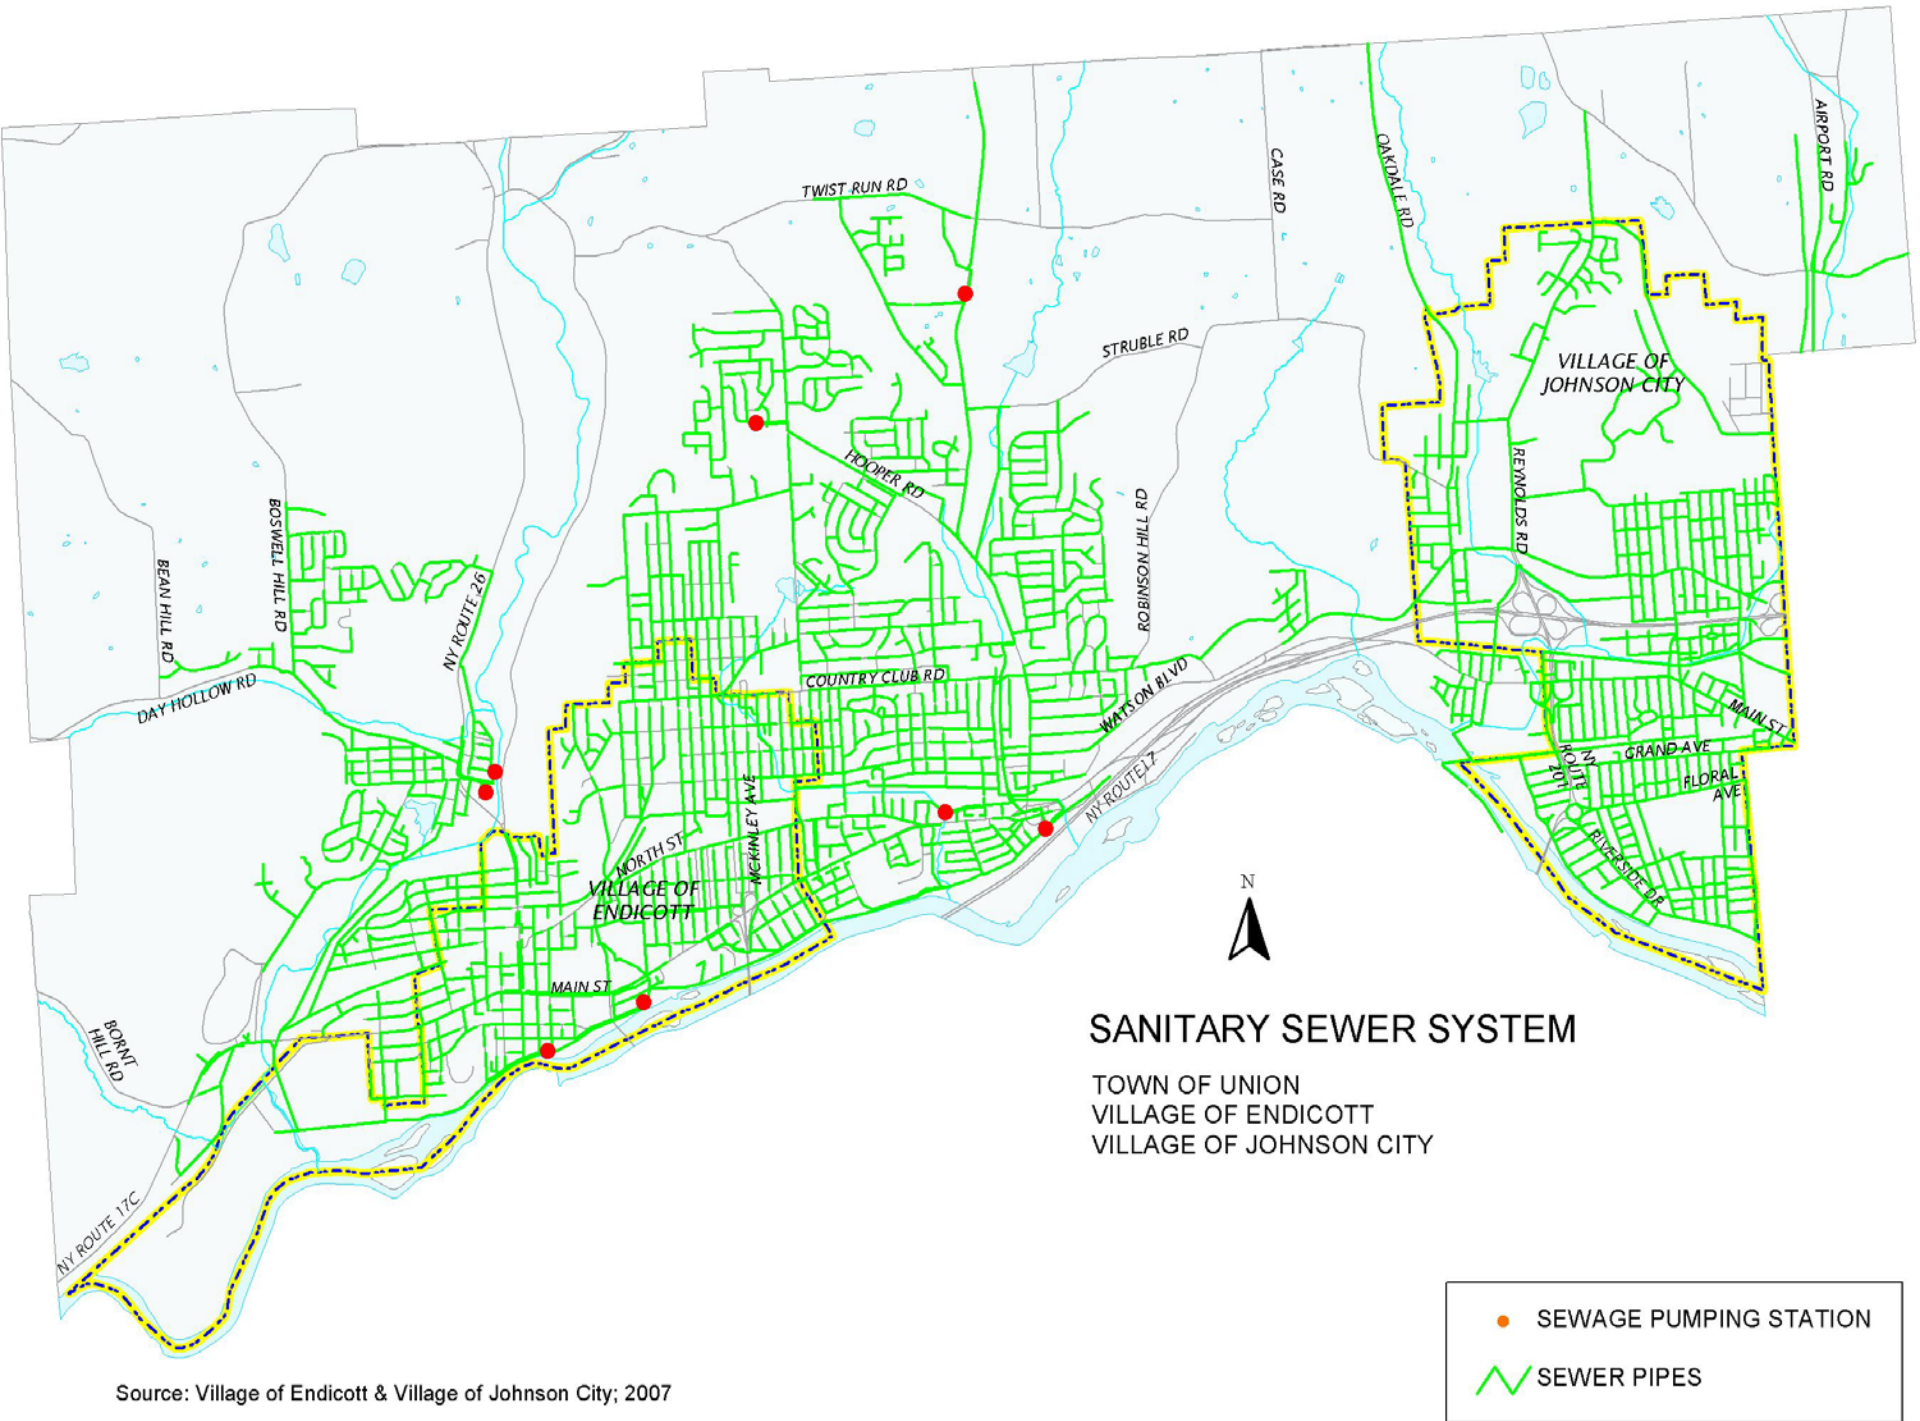 AIRPORT RD
OAKDALE RD
CASE RD
TWIST RUN RD
STRUBLE RD
VILLAGE OF
JOHNSON CITY
HOOPER RD
REYNOLDS RD
ROBINSON HILL RD
BOSWELL HILL RD
BEAN HILL RD
NY ROUTE 26
COUNTRY CLUB RD
DAY HOLLOW RD
WATSON BLVD
MAIN ST
GRAND AVE
NY
ROUTE
201
FLORAL
AVE
NY ROUTE17
MCKINLEY AVE
NORTH ST
VILLAGE OF
ENDICOTT
RIVERSIDE DR
N
MAIN ST
BORNT
HILL RD
NY ROUTE 17C
SANITARY SEWER SYSTEM
TOWN OF UNION
VILLAGE OF ENDICOTT
VILLAGE OF JOHNSON CITY
SEWAGE PUMPING STATION
SEWER PIPES
Source: Village of Endicott & Village of Johnson City; 2007